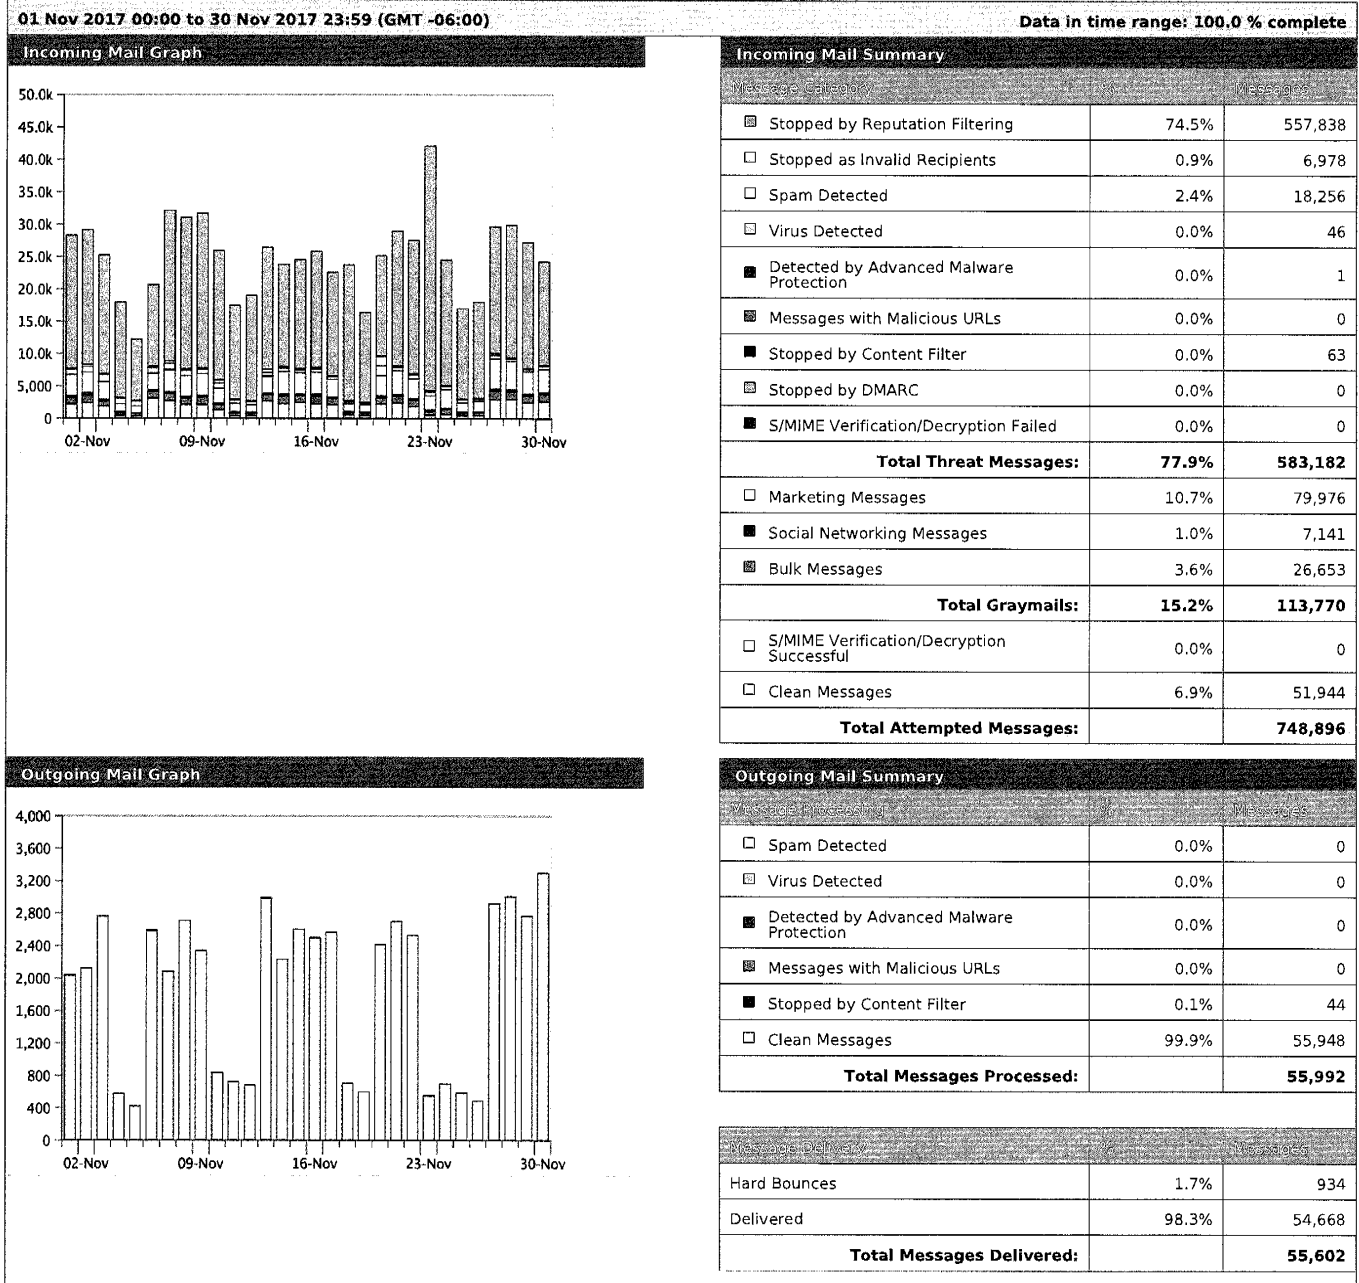 01 Nov 2017 00:00 to 30 Nov 2017 23:59 (GMT -06:00)
Data in time range: 100.0 % complete
Incoming Mail Graph
50.0k
45.0k
40.0k
35.0k
30.0k
25.0k
20.0k
15.0k
10.0k
5,000
0
02-Nov 09-Nov 16-Nov 23-Nov 30-Nov
Incoming Mail Summary
Message Category % Messages
Stopped by Reputation Filtering 74.5% 557,838
Stopped as Invalid Recipients 0.9% 6,978
Spam Detected 2.4% 18,256
Virus Detected 0.0% 46
Detected by Advanced Malware
Protection 0.0% 1
Messages with Malicious URLs 0.0% 0
Stopped by Content Filter 0.0% 63
Stopped by DMARC 0.0% 0
S/MIME Verification/Decryption Failed 0.0% 0
Total Threat Messages: 77.9% 583,182
Marketing Messages 10.7% 79,976
Social Networking Messages 1.0% 7,141
Bulk Messages 3.6% 26,653
Total Graymails: 15.2% 113,770
S/MIME Verification/Decryption
Successful 0.0% 0
Clean Messages 6.9% 51,944
Total Attempted Messages: 748,896
Outgoing Mail Graph
4,000
3,600
3,200
2,800
2,400
2,000
1,600
1,200
800
400
0
02-Nov 09-Nov 16-Nov 23-Nov 30-Nov
Outgoing Mail Summary
Message Processing % Messages
Spam Detected 0.0% 0
Virus Detected 0.0% 0
Detected by Advanced Malware
Protection 0.0% 0
Messages with Malicious URLs 0.0% 0
Stopped by Content Filter 0.1% 44
Clean Messages 99.9% 55,948
Total Messages Processed: 55,992
Message Delivery % Messages
Hard Bounces 1.7% 934
Delivered 98.3% 54,668
Total Messages Delivered: 55,602